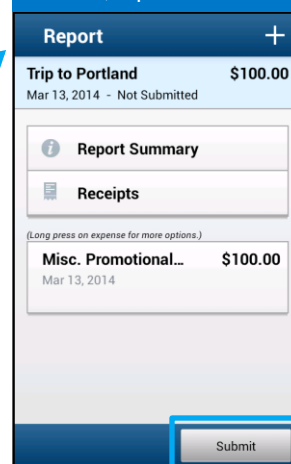 Report +
Trip to Portland $100.00
Mar 13, 2014 - Not Submitted
Report Summary
Receipts
(Long press on expense for more options.)
Misc. Promotional... $100.00
Mar 13, 2014
Submit